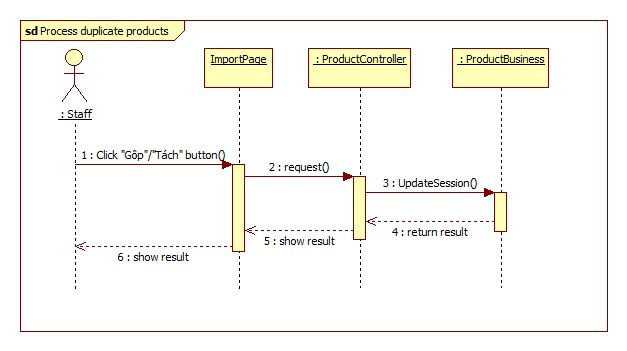 sd Process duplicate products
ImportPage
: ProductController
: ProductBusiness
: Staff
1 : Click "Gôp"/"Tách" button()
2 : request()
3 : UpdateSession()
4 : return result
5 : show result
6 : show result